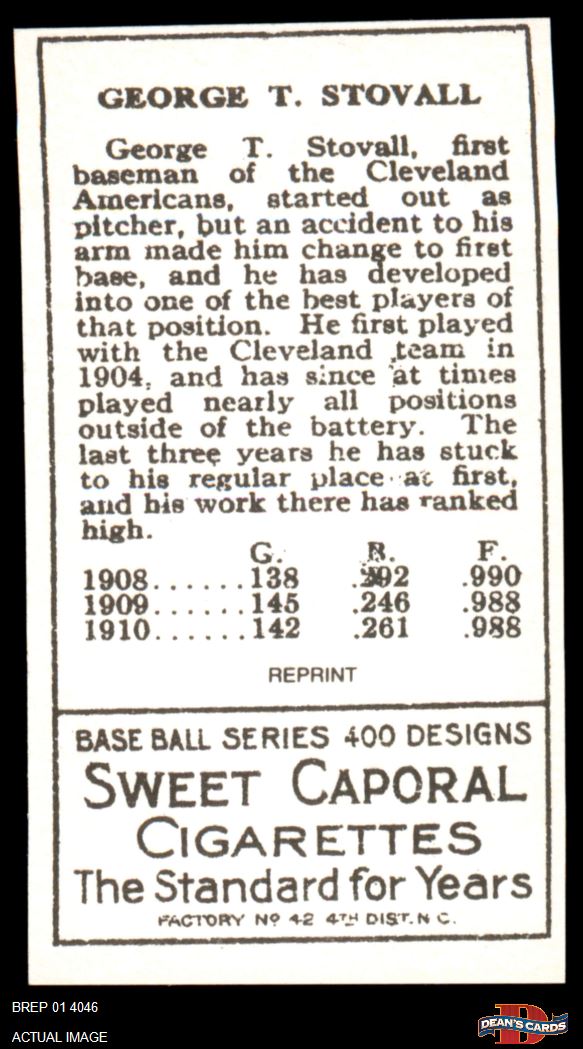 GEORGE T. STOVALL
George T. Stovall, first
baseman of the Cleveland
Americans, started out as
pitcher, but an accident to his
arm made him change to first
base, and he has developed
into one of the best players of
that position. He first played
with the Cleveland team in
1904, and has since at times
played nearly all positions
outside of the battery. The
last three years he has stuck
to his regular place at first,
and his work there has ranked
high.
G. B. F.
1908......138 .292 .990
1909......145 .246 .988
1910......142 .261 .988
REPRINT
BASE BALL SERIES 400 DESIGNS
SWEET CAPORAL
CIGARETTES
The Standard for Years
FACTORY Nº 42 4TH DIST. N.C.
BREP 01 4046
ACTUAL IMAGE
D
DEAN'S CARDS